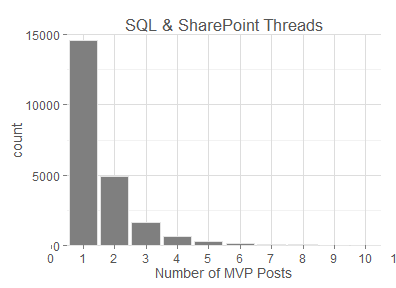 SQL & SharePoint Threads
15000
10000
5000
0
count
0 1 2 3 4 5 6 7 8 9 10 1
Number of MVP Posts